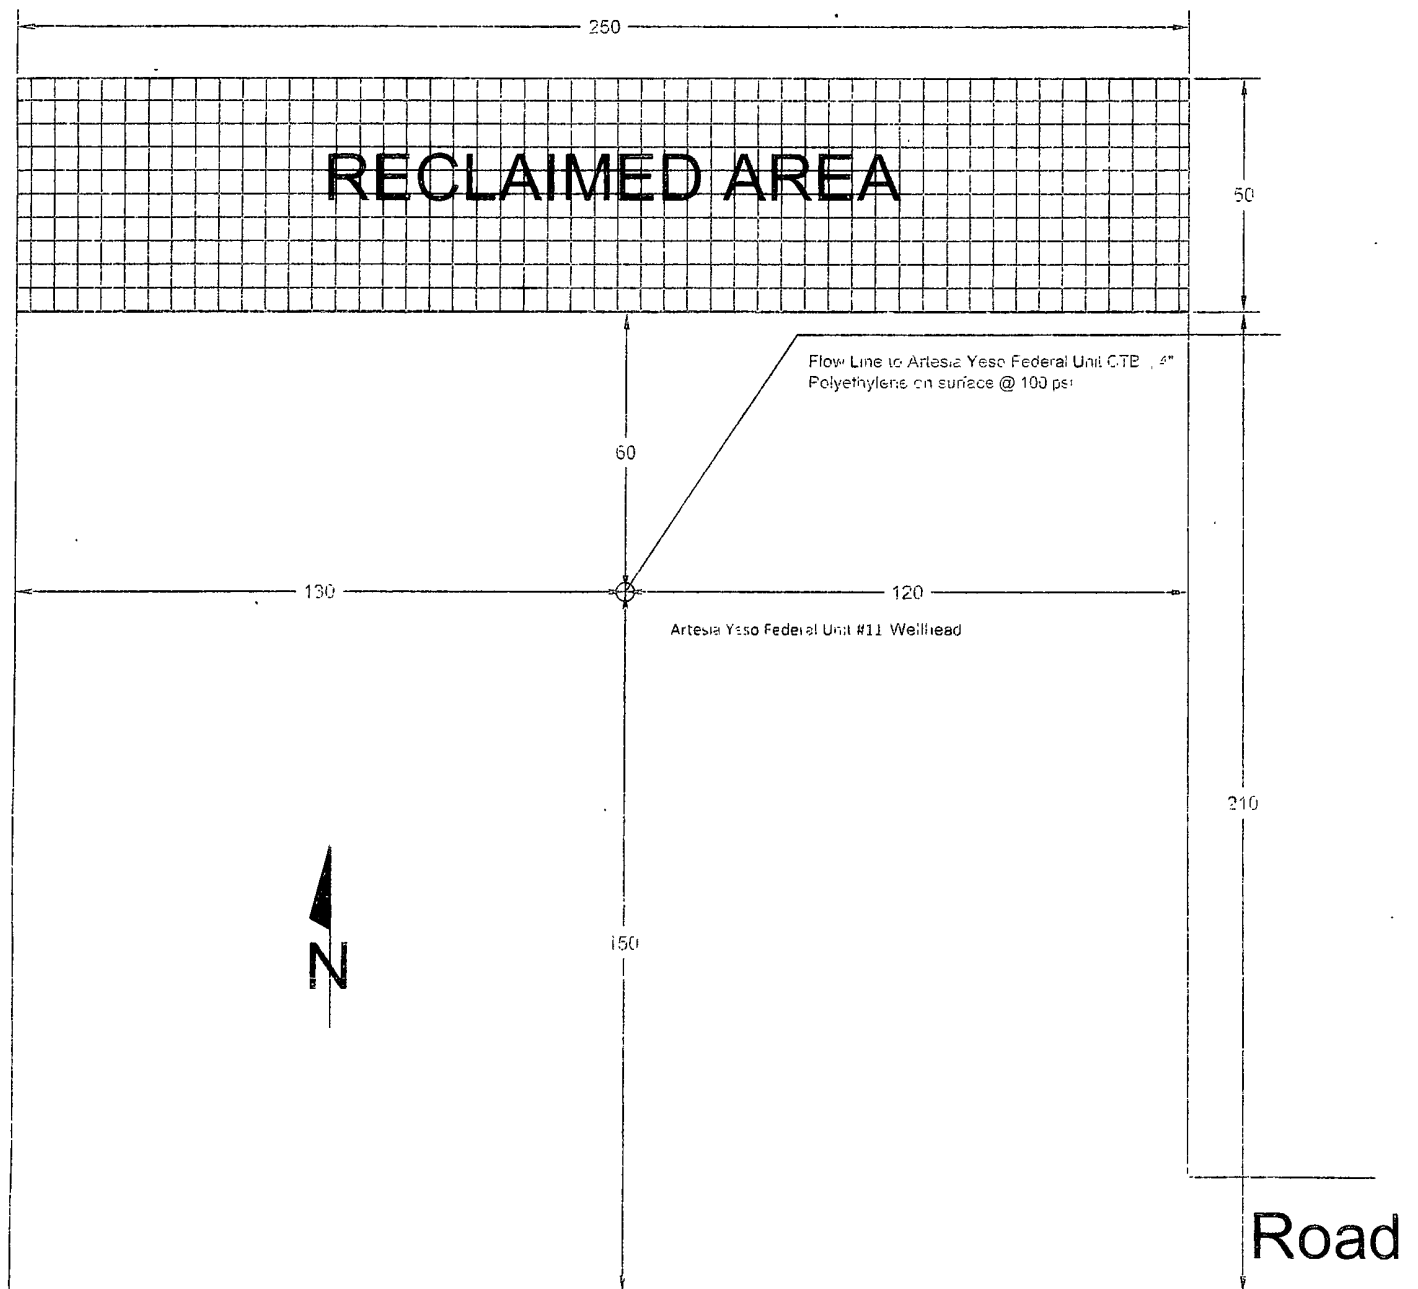 250
RECLAIMED AREA
50
Flow Line to Artesia Yeso Federal Unit CTB , 4"
Polyethylene on surface @ 100 psi
60
130
120
Artesia Yeso Federal Unit #11 Wellhead
210
150
N
Road